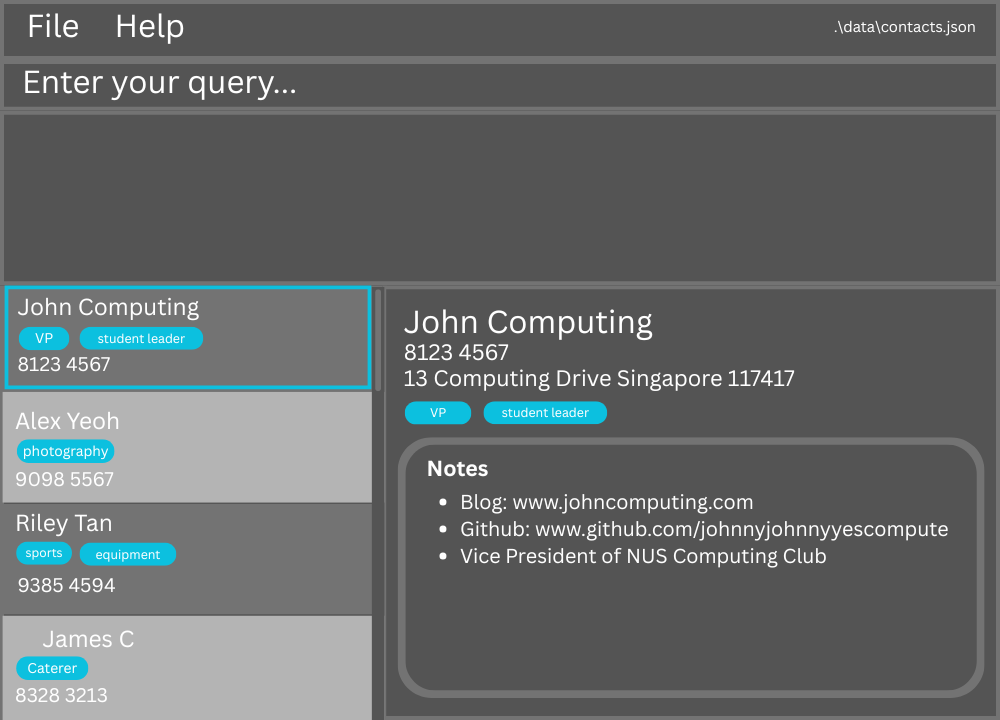 File Help .\data\contacts.json
Enter your query...
John Computing
VP student leader
8123 4567
Alex Yeoh
photography
9098 5567
Riley Tan
sports equipment
9385 4594
James C
Caterer
8328 3213
John Computing
8123 4567
13 Computing Drive Singapore 117417
VP student leader
Notes
• Blog: www.johncomputing.com
• Github: www.github.com/johnnyjohnnyyescompute
• Vice President of NUS Computing Club